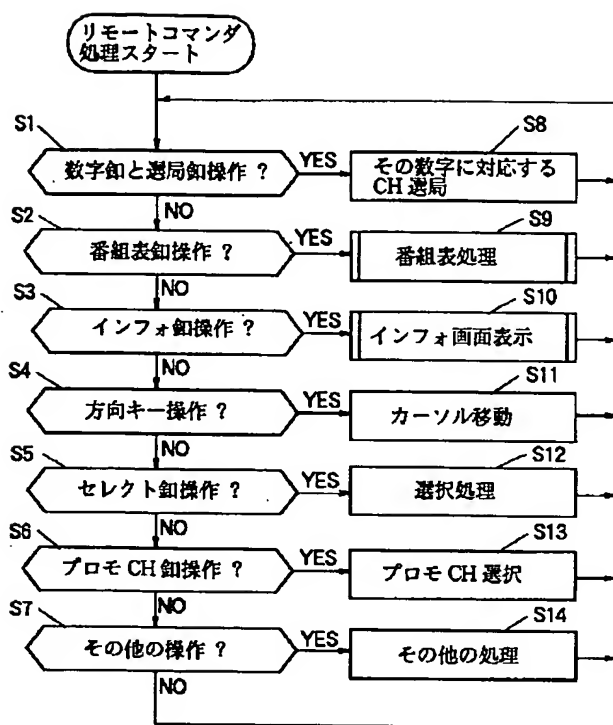 リモートコマンダ
処理スタート
S1
数字釦と選局釦操作 ?
YES
S8
その数字に対応する
CH 選局
NO
S2
番組表釦操作 ?
YES
S9
番組表処理
NO
S3
インフォ釦操作 ?
YES
S10
インフォ画面表示
NO
S4
方向キー操作 ?
YES
S11
カーソル移動
NO
S5
セレクト釦操作 ?
YES
S12
選択処理
NO
S6
プロモ CH 釦操作 ?
YES
S13
プロモ CH 選択
NO
S7
その他の操作 ?
YES
S14
その他の処理
NO